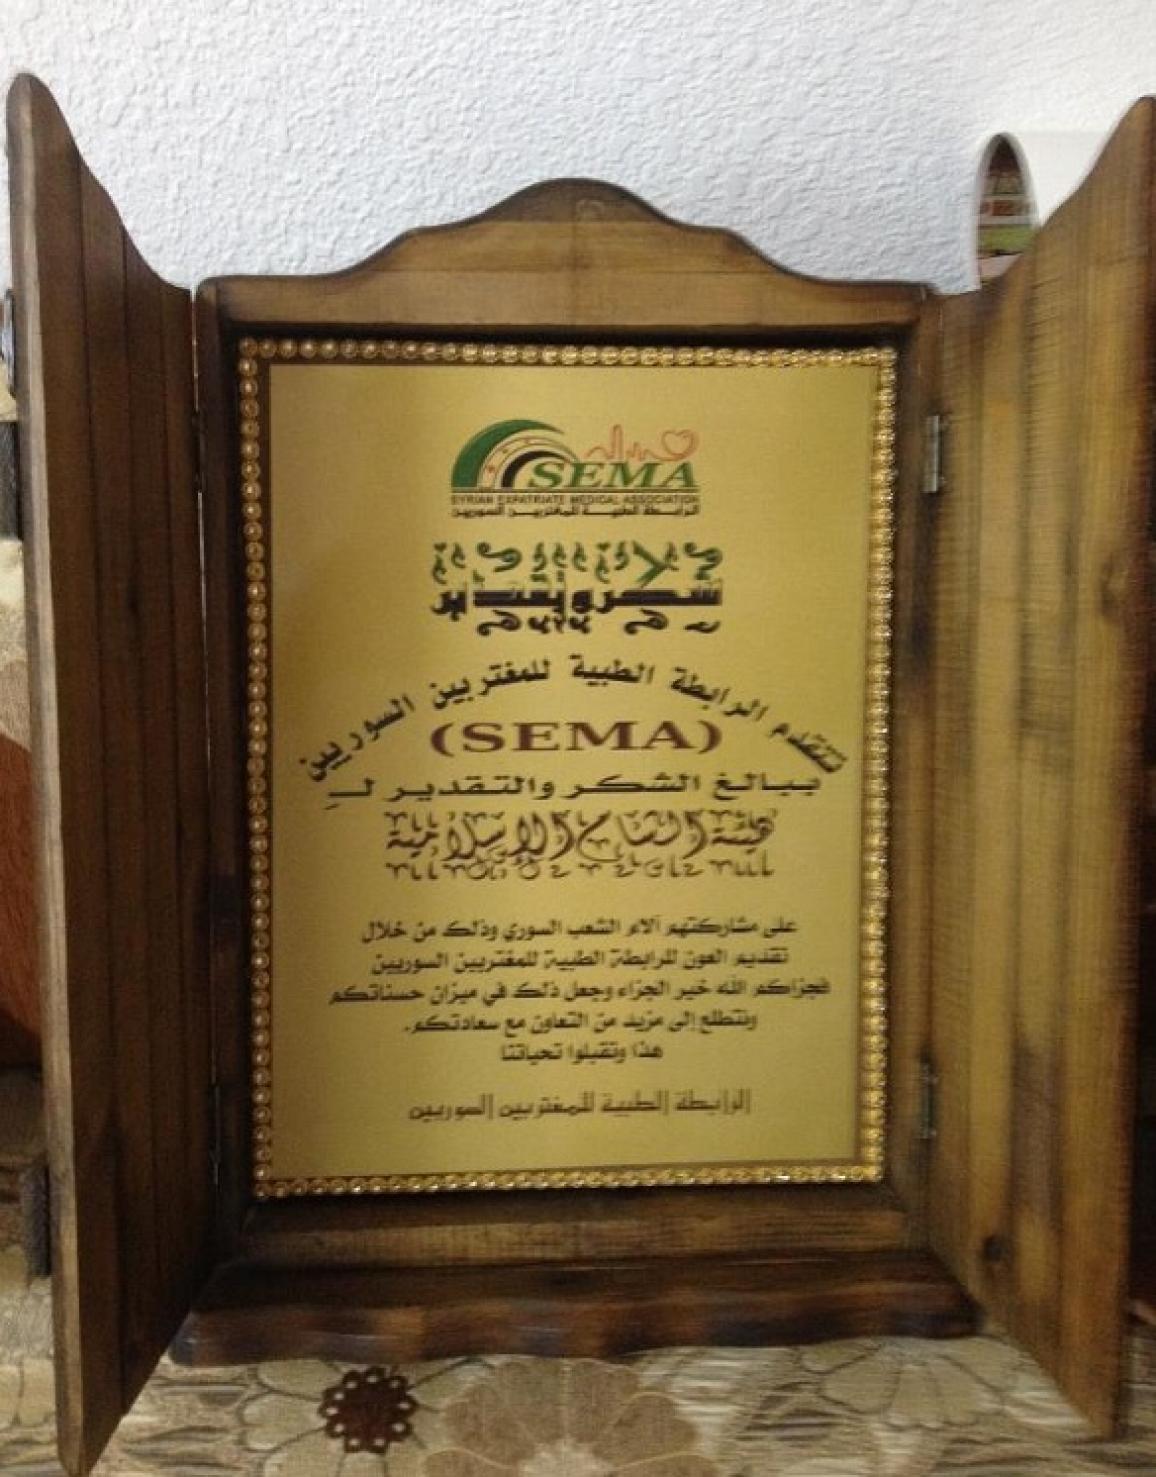 SEMA
SYRIAN EXPATRIATE MEDICAL ASSOCIATION
الرابطة الطبية للمغتربين السوريين
شكر وتقدير
تتقدم الرابطة الطبية للمغتربين السوريين
(SEMA)
ببالغ الشكر والتقدير لـِ
هيئة الشام الإسلامية
على مشاركتهم آلام الشعب السوري وذلك من خلال
تقديم العون للرابطة الطبية للمغتربين السوريين
فجزاكم الله خير الجزاء وجعل ذلك في ميزان حسناتكم
ونتطلع إلى مزيد من التعاون مع سعادتكم.
هذا وتقبلوا تحياتنا
الرابطة الطبية للمغتربين السوريين